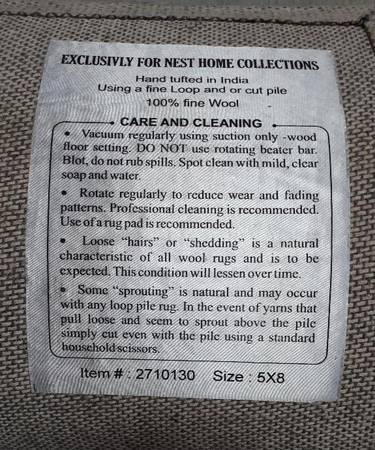 EXCLUSIVLY FOR NEST HOME COLLECTIONS
Hand tufted in India
Using a fine Loop and or cut pile
100% fine Wool
CARE AND CLEANING
• Vacuum regularly using suction only -wood
floor setting. DO NOT use rotating beater bar.
Blot, do not rub spills. Spot clean with mild, clear
soap and water.
• Rotate regularly to reduce wear and fading
patterns. Professional cleaning is recommended.
Use of a rug pad is recommended.
• Loose “hairs” or “shedding” is a natural
characteristic of all wool rugs and is to be
expected. This condition will lessen over time.
• Some “sprouting” is natural and may occur
with any loop pile rug. In the event of yarns that
pull loose and seem to sprout above the pile
simply cut even with the pile using a standard
household scissors.
Item # : 2710130 Size : 5X8